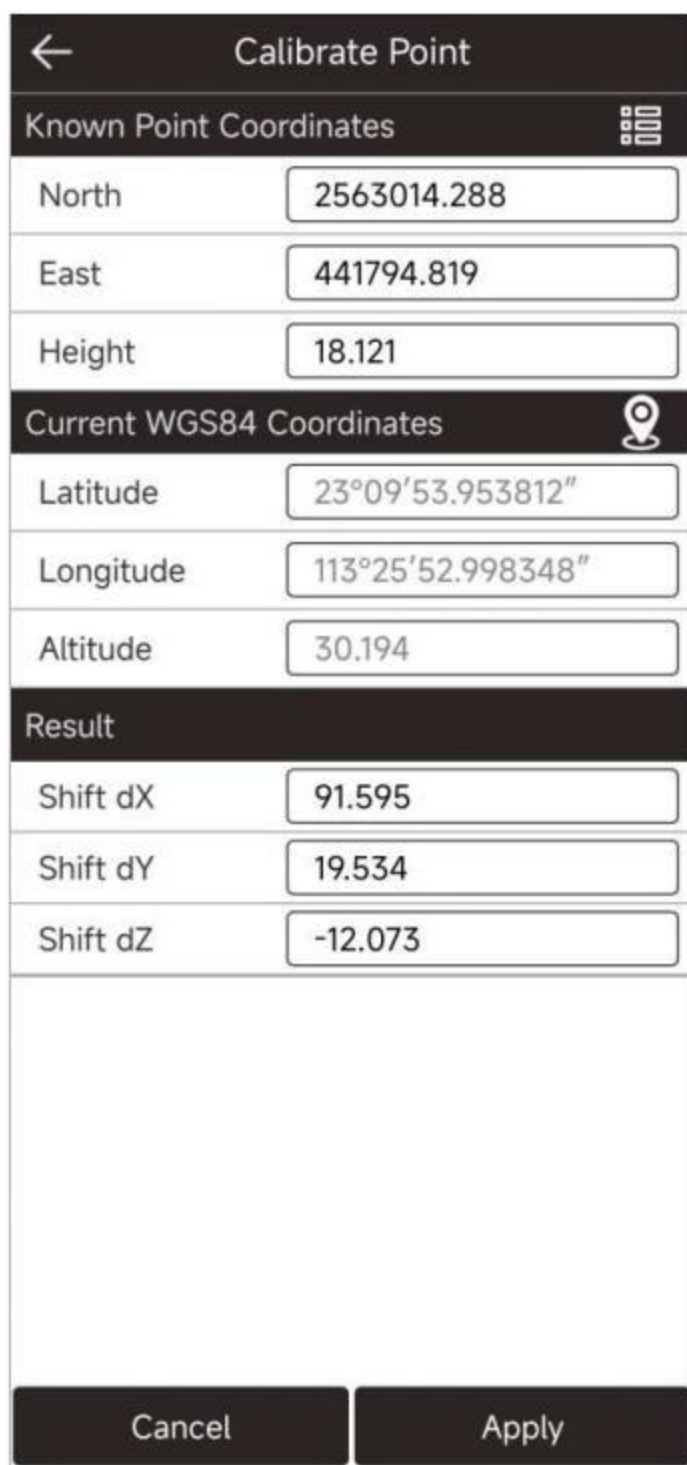 Calibrate Point
Known Point Coordinates
North 2563014.288
East 441794.819
Height 18.121
Current WGS84 Coordinates
Latitude 23°09′53.953812″
Longitude 113°25′52.998348″
Altitude 30.194
Result
Shift dX 91.595
Shift dY 19.534
Shift dZ -12.073
Cancel Apply